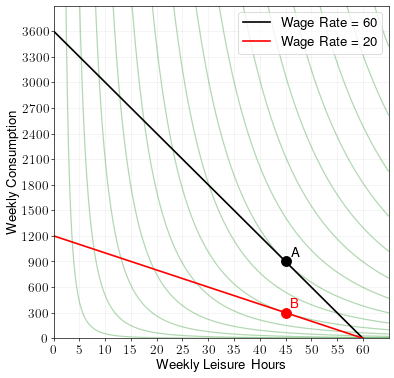 Wage Rate = 60
Wage Rate = 20
Weekly Consumption
3600
3300
3000
2700
2400
2100
1800
1500
1200
900
600
300
0
A
B
0 5 10 15 20 25 30 35 40 45 50 55 60
Weekly Leisure Hours